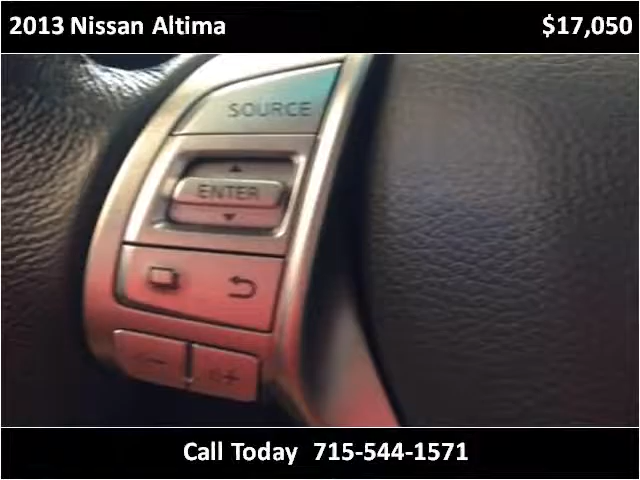 2013 Nissan Altima $17,050
SOURCE
ENTER
- +
Call Today 715-544-1571